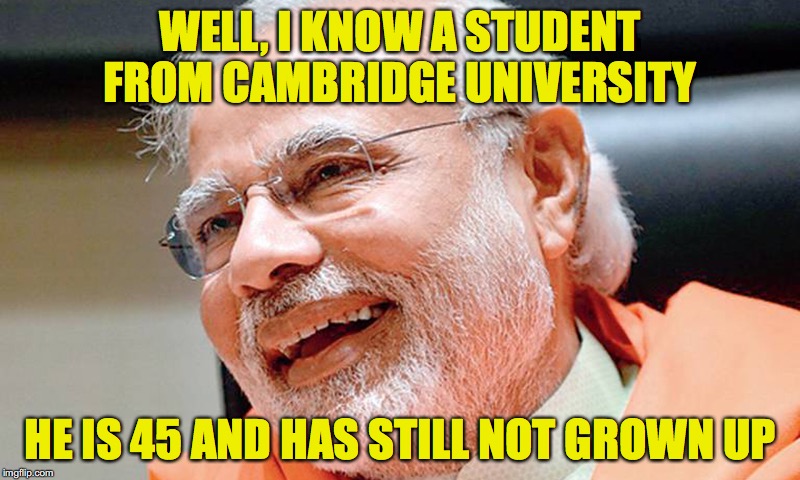 WELL, I KNOW A STUDENT
FROM CAMBRIDGE UNIVERSITY
HE IS 45 AND HAS STILL NOT GROWN UP
imgflip.com